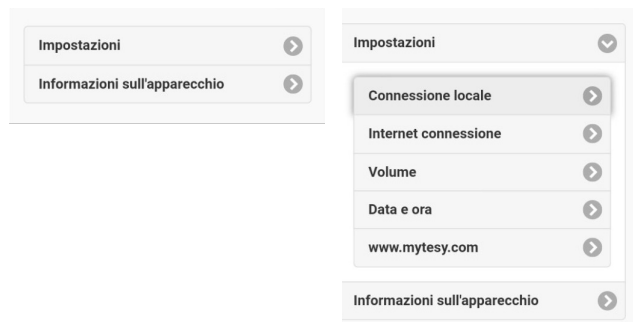 Impostazioni
Informazioni sull'apparecchio
Impostazioni
Connessione locale
Internet connessione
Volume
Data e ora
www.mytesy.com
Informazioni sull'apparecchio